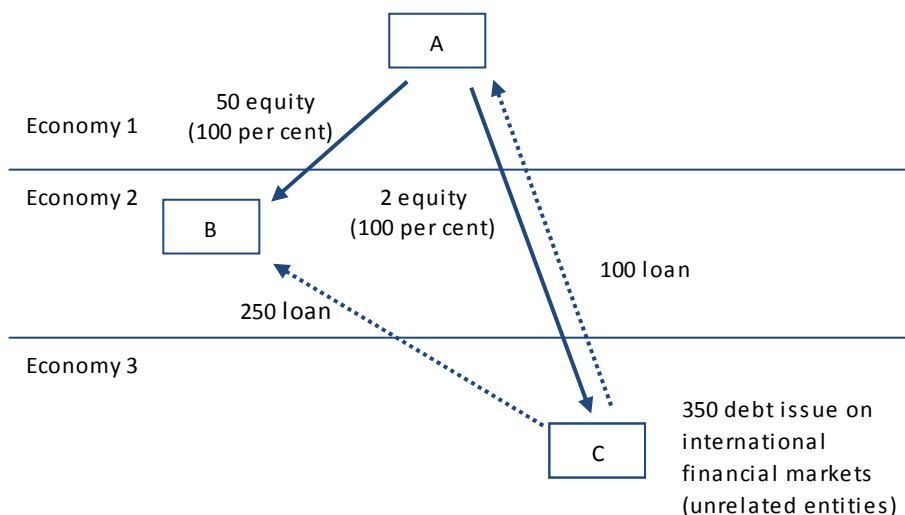 A
50 equity
(100 per cent)
Economy 1
Economy 2
2 equity
(100 per cent)
B
100 loan
250 loan
Economy 3
350 debt issue on
international
financial markets
(unrelated entities)
C